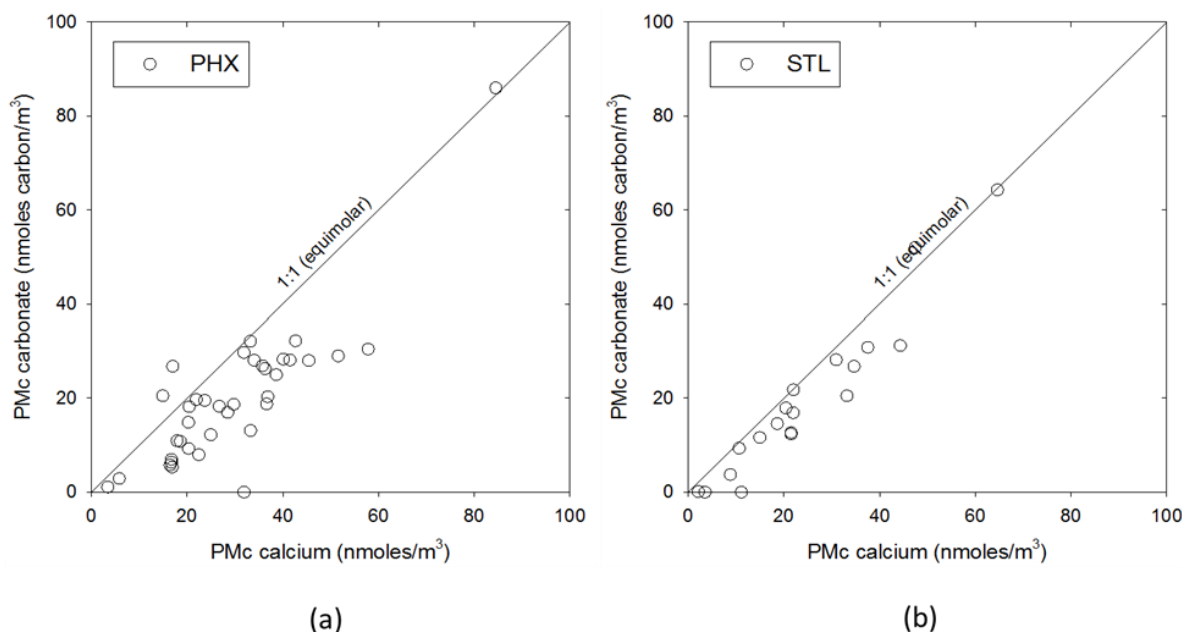 100
80
60
40
20
0
PMc carbonate (nmoles carbon/m³)
PHX
1:1 (equimolar)
0 20 40 60 80 100
PMc calcium (nmoles/m³)
(a)
100
80
60
40
20
0
PMc carbonate (nmoles carbon/m³)
STL
1:1 (equimolar)
0 20 40 60 80 100
PMc calcium (nmoles/m³)
(b)